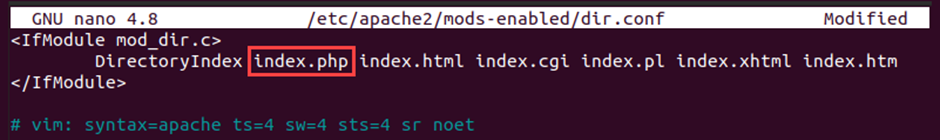 GNU nano 4.8 /etc/apache2/mods-enabled/dir.conf Modified
<IfModule mod_dir.c>
DirectoryIndex index.php index.html index.cgi index.pl index.xhtml index.htm
</IfModule>
# vim: syntax=apache ts=4 sw=4 sts=4 sr noet